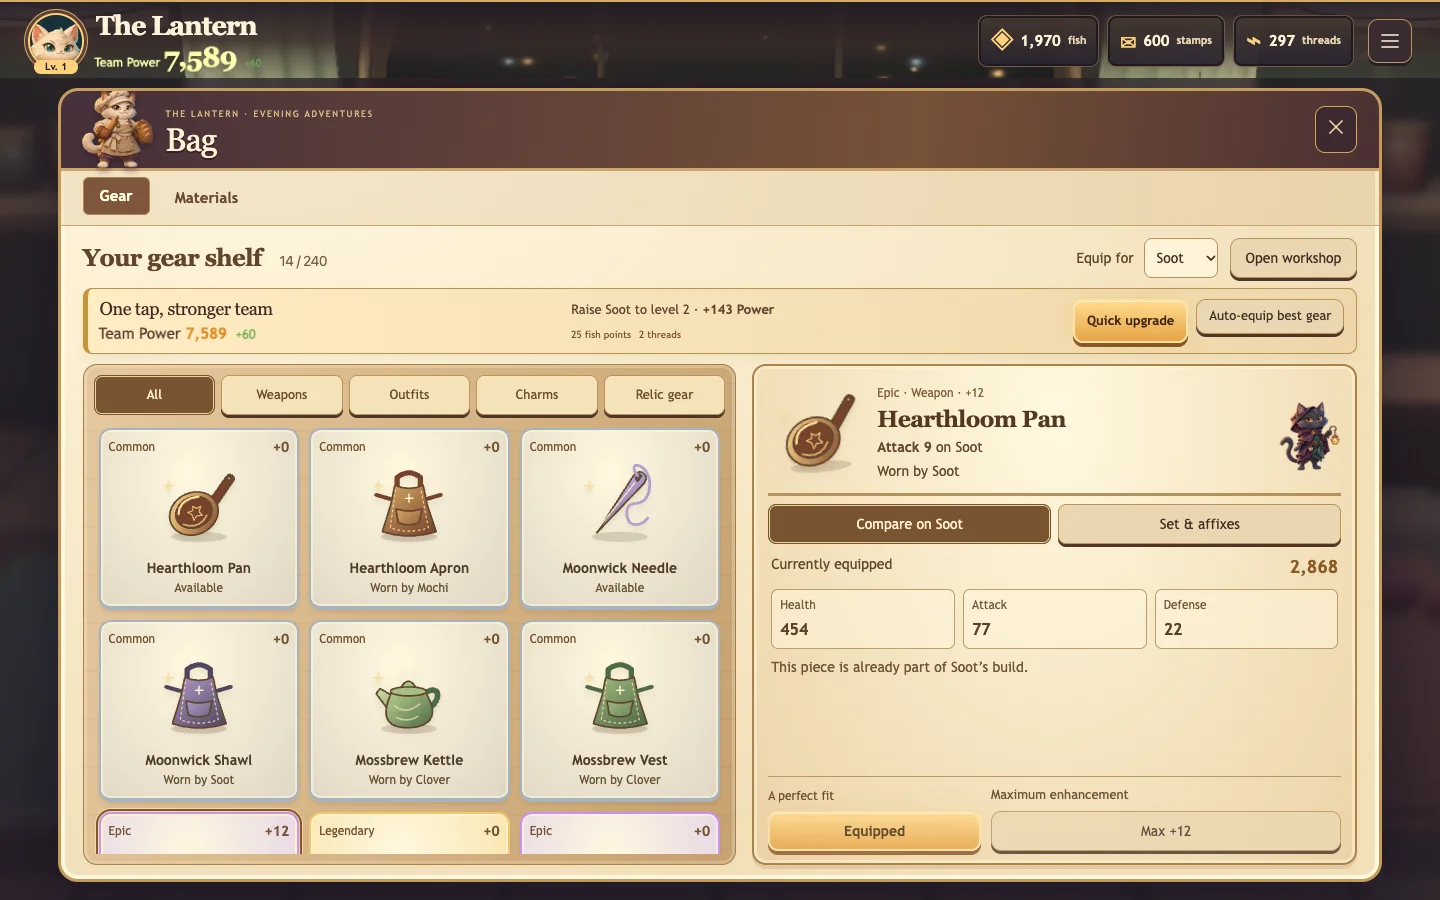 The Lantern
Team Power 7,589 +60
Lv. 1
1,970 fish
600 stamps
297 threads
THE LANTERN · EVENING ADVENTURES
Bag
Gear
Materials
Your gear shelf 14/240
Equip for
Soot
Open workshop
One tap, stronger team
Team Power 7,589 +60
Raise Soot to level 2 · +143 Power
25 fish points 2 threads
Quick upgrade
Auto-equip best gear
All
Weapons
Outfits
Charms
Relic gear
Common +0
Hearthloom Pan
Available
Common +0
Hearthloom Apron
Worn by Mochi
Common +0
Moonwick Needle
Available
Common +0
Moonwick Shawl
Worn by Soot
Common +0
Mossbrew Kettle
Worn by Clover
Common +0
Mossbrew Vest
Worn by Clover
Epic +12
Legendary +0
Epic +0
Epic · Weapon · +12
Hearthloom Pan
Attack 9 on Soot
Worn by Soot
Compare on Soot
Set & affixes
Currently equipped
2,868
Health
454
Attack
77
Defense
22
This piece is already part of Soot’s build.
A perfect fit
Equipped
Maximum enhancement
Max +12